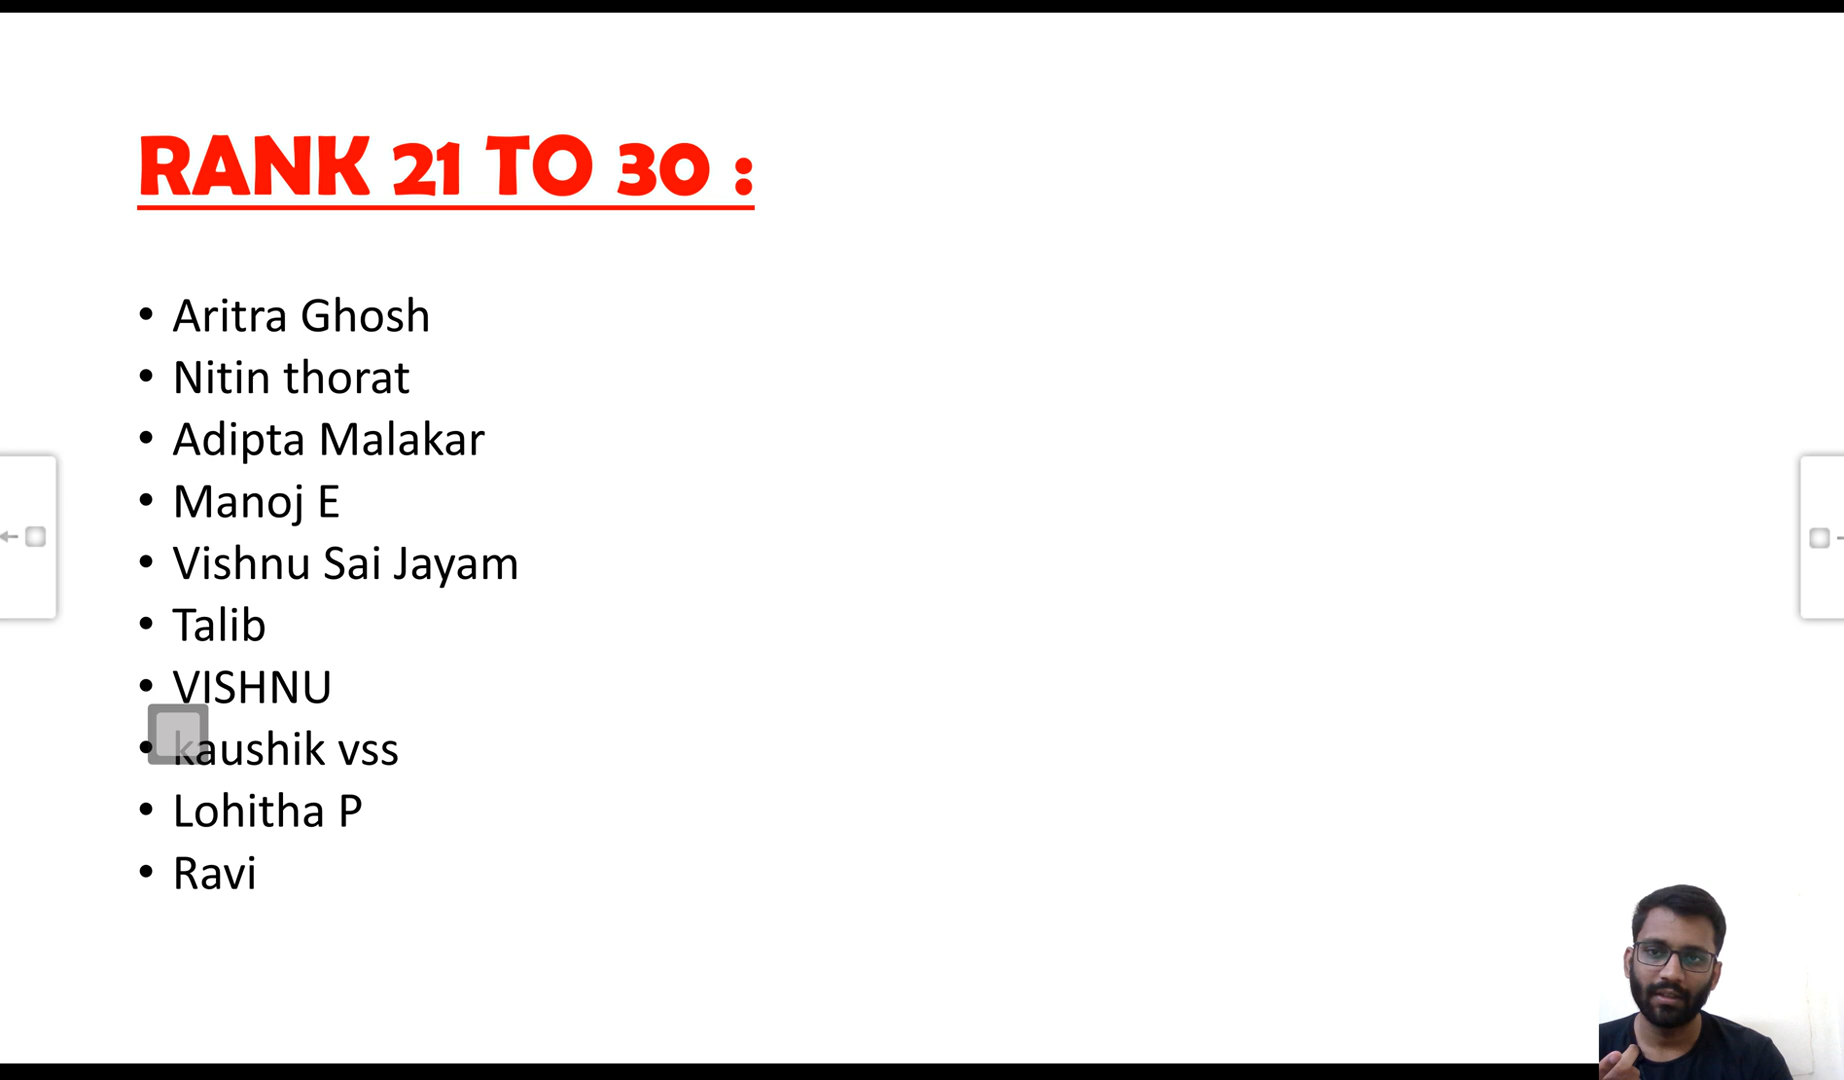 RANK 21 TO 30 :
• Aritra Ghosh
• Nitin thorat
• Adipta Malakar
• Manoj E
• Vishnu Sai Jayam
• Talib
• VISHNU
• kaushik vss
• Lohitha P
• Ravi